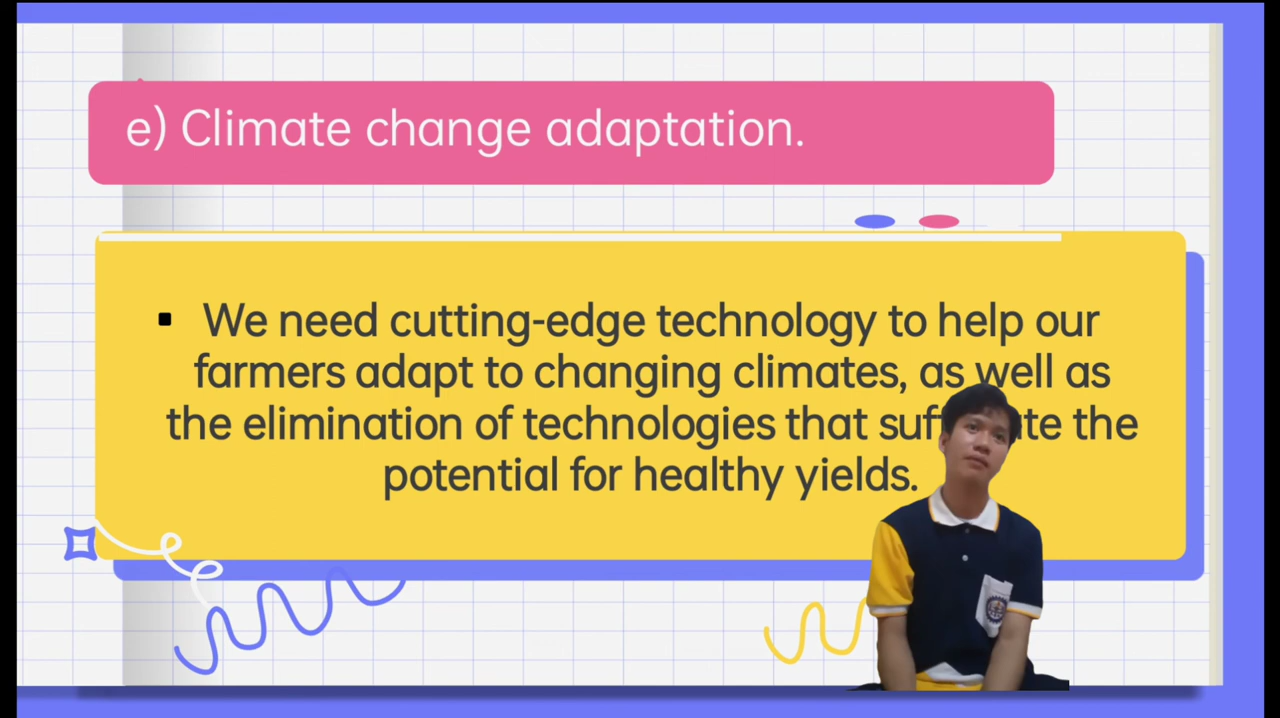 e) Climate change adaptation.
▪ We need cutting-edge technology to help our
farmers adapt to changing climates, as well as
the elimination of technologies that the
potential for healthy yields.